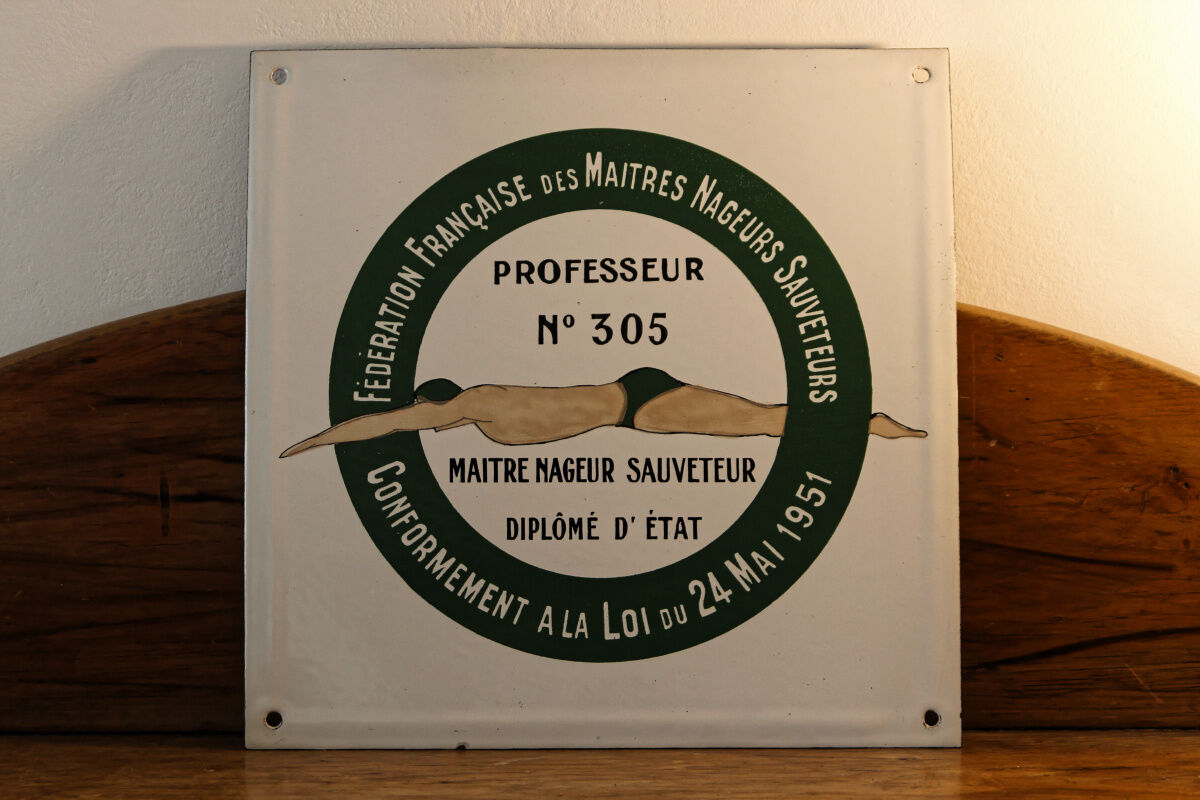 FÉDÉRATION FRANÇAISE DES MAITRES NAGEURS SAUVETEURS
PROFESSEUR
Nº 305
MAITRE NAGEUR SAUVETEUR
DIPLÔMÉ D'ÉTAT
CONFORMEMENT A LA LOI DU 24 MAI 1951